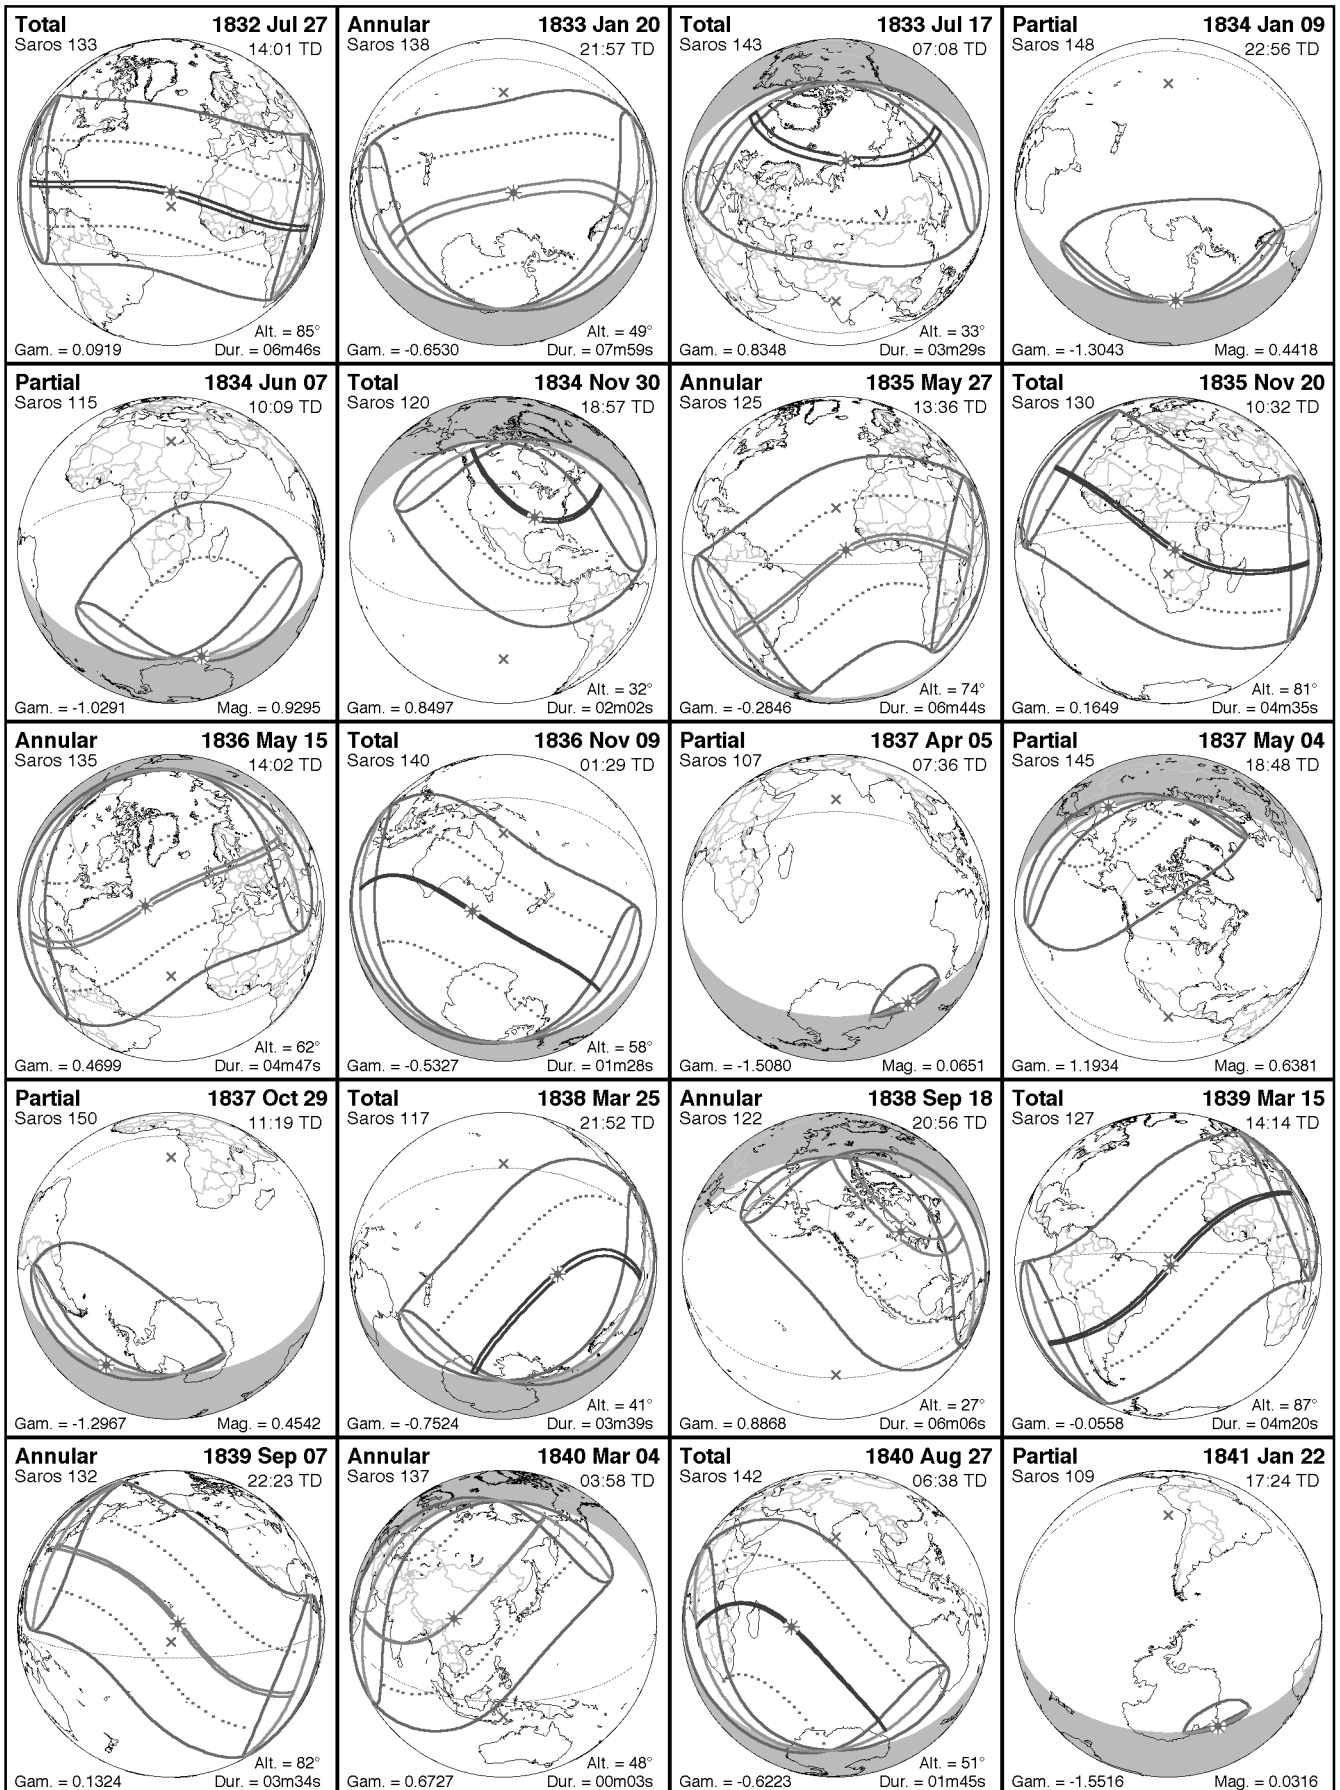 Total 1832 Jul 27
Saros 133 14:01 TD
Alt. = 85°
Gam. = 0.0919 Dur. = 06m46s
Annular 1833 Jan 20
Saros 138 21:57 TD
Alt. = 49°
Gam. = -0.6530 Dur. = 07m59s
Total 1833 Jul 17
Saros 143 07:08 TD
Alt. = 33°
Gam. = 0.8348 Dur. = 03m29s
Partial 1834 Jan 09
Saros 148 22:56 TD
Gam. = -1.3043 Mag. = 0.4418
Partial 1834 Jun 07
Saros 115 10:09 TD
Gam. = -1.0291 Mag. = 0.9295
Total 1834 Nov 30
Saros 120 18:57 TD
Alt. = 32°
Gam. = 0.8497 Dur. = 02m02s
Annular 1835 May 27
Saros 125 13:36 TD
Alt. = 74°
Gam. = -0.2846 Dur. = 06m44s
Total 1835 Nov 20
Saros 130 10:32 TD
Alt. = 81°
Gam. = 0.1649 Dur. = 04m35s
Annular 1836 May 15
Saros 135 14:02 TD
Alt. = 62°
Gam. = 0.4699 Dur. = 04m47s
Total 1836 Nov 09
Saros 140 01:29 TD
Alt. = 58°
Gam. = -0.5327 Dur. = 01m28s
Partial 1837 Apr 05
Saros 107 07:36 TD
Gam. = -1.5080 Mag. = 0.0651
Partial 1837 May 04
Saros 145 18:48 TD
Gam. = 1.1934 Mag. = 0.6381
Partial 1837 Oct 29
Saros 150 11:19 TD
Gam. = -1.2967 Mag. = 0.4542
Total 1838 Mar 25
Saros 117 21:52 TD
Alt. = 41°
Gam. = -0.7524 Dur. = 03m39s
Annular 1838 Sep 18
Saros 122 20:56 TD
Alt. = 27°
Gam. = 0.8868 Dur. = 06m06s
Total 1839 Mar 15
Saros 127 14:14 TD
Alt. = 87°
Gam. = -0.0558 Dur. = 04m20s
Annular 1839 Sep 07
Saros 132 22:23 TD
Alt. = 82°
Gam. = 0.1324 Dur. = 03m34s
Annular 1840 Mar 04
Saros 137 03:58 TD
Alt. = 48°
Gam. = 0.6727 Dur. = 00m03s
Total 1840 Aug 27
Saros 142 06:38 TD
Alt. = 51°
Gam. = -0.6223 Dur. = 01m45s
Partial 1841 Jan 22
Saros 109 17:24 TD
Gam. = -1.5516 Mag. = 0.0316